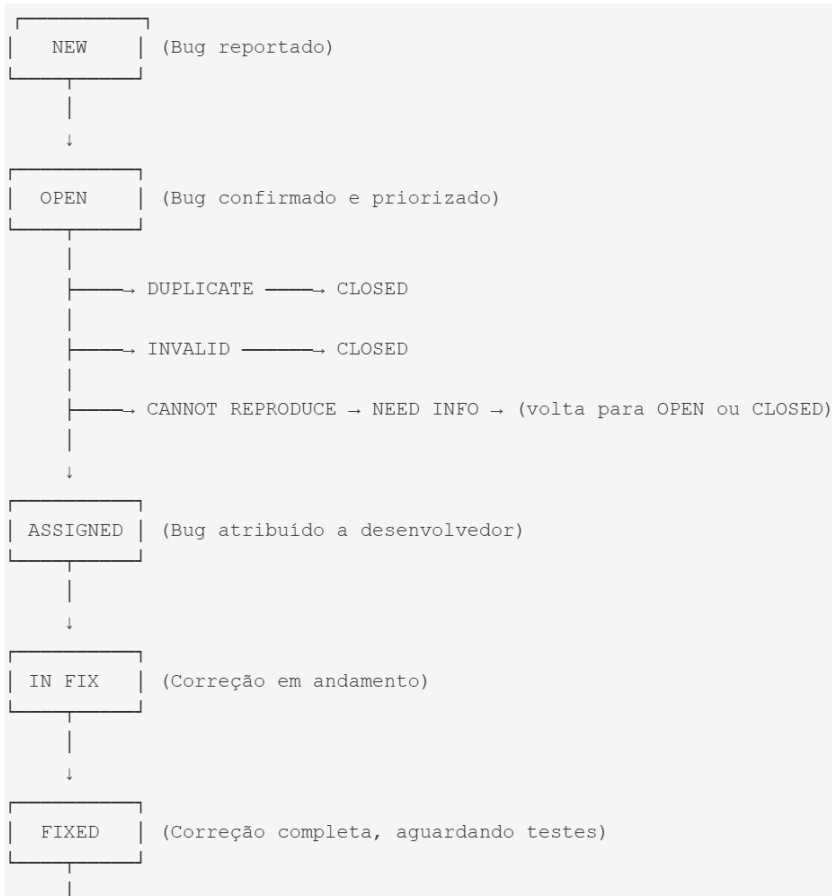 NEW (Bug reportado)
↓
OPEN (Bug confirmado e priorizado)
→ DUPLICATE → CLOSED
→ INVALID → CLOSED
→ CANNOT REPRODUCE → NEED INFO → (volta para OPEN ou CLOSED)
↓
ASSIGNED (Bug atribuído a desenvolvedor)
↓
IN FIX (Correção em andamento)
↓
FIXED (Correção completa, aguardando testes)